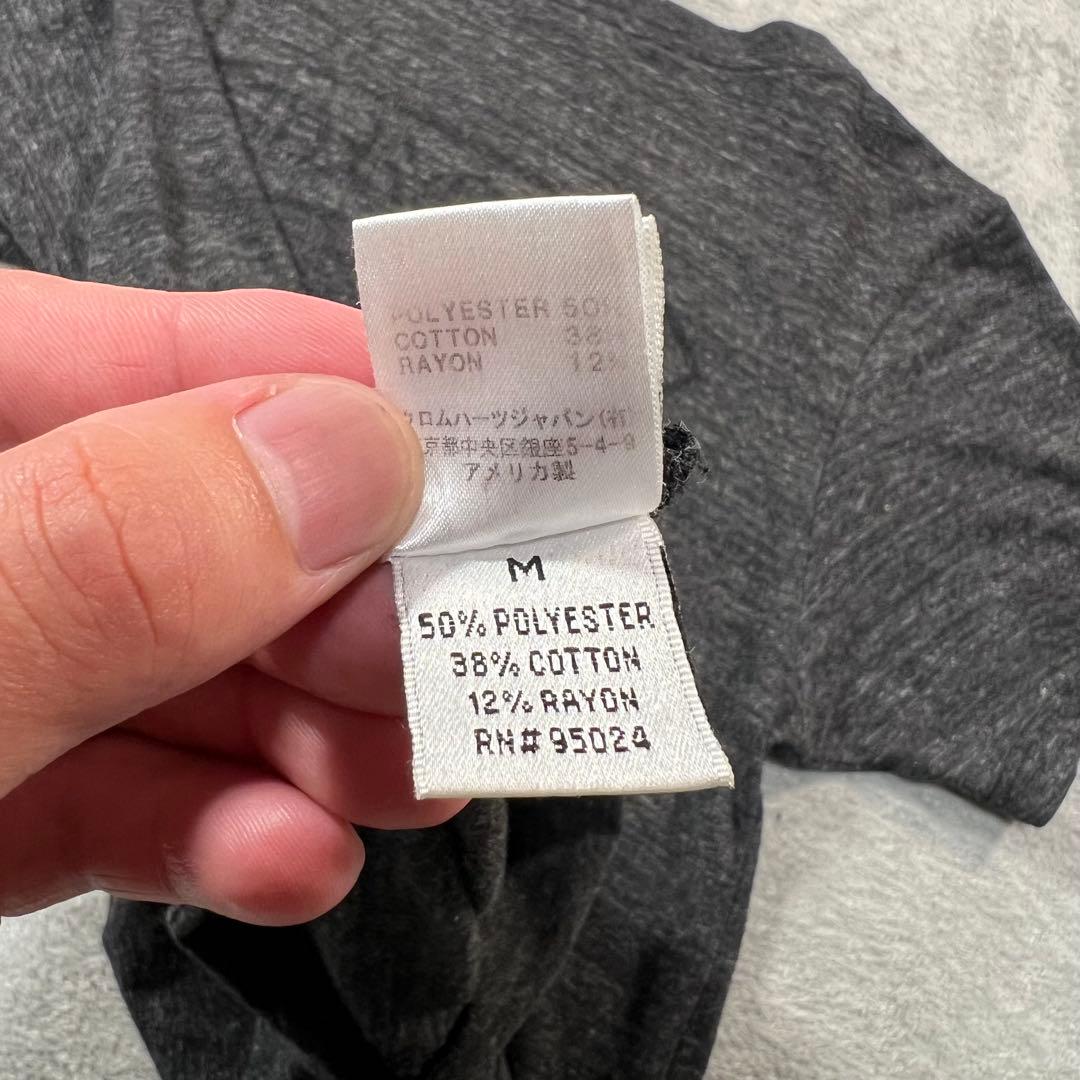 POLYESTER 50%
COTTON 38
RAYON 12%
クロムハーツジャパン(有)
京都中央区銀座5-4-9
アメリカ製
M
50% POLYESTER
38% COTTON
12% RAYON
RN# 95024